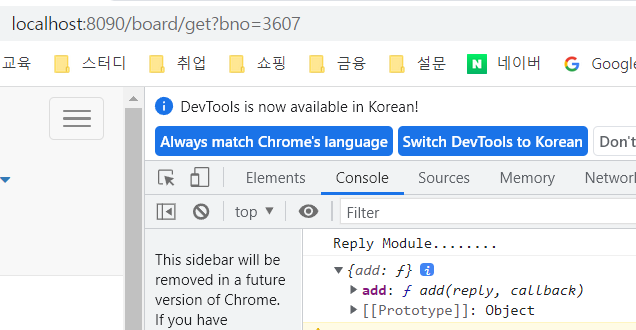 localhost:8090/board/get?bno=3607
교육 스터디 취업 쇼핑 금융 설문 N 네이버 G Google
DevTools is now available in Korean!
Always match Chrome's language Switch DevTools to Korean Don't
Elements Console Sources Memory Network
top Filter
This sidebar will be
removed in a future
version of Chrome.
If you have
Reply Module........
{add: ƒ} i
add: ƒ add(reply, callback)
[[Prototype]]: Object